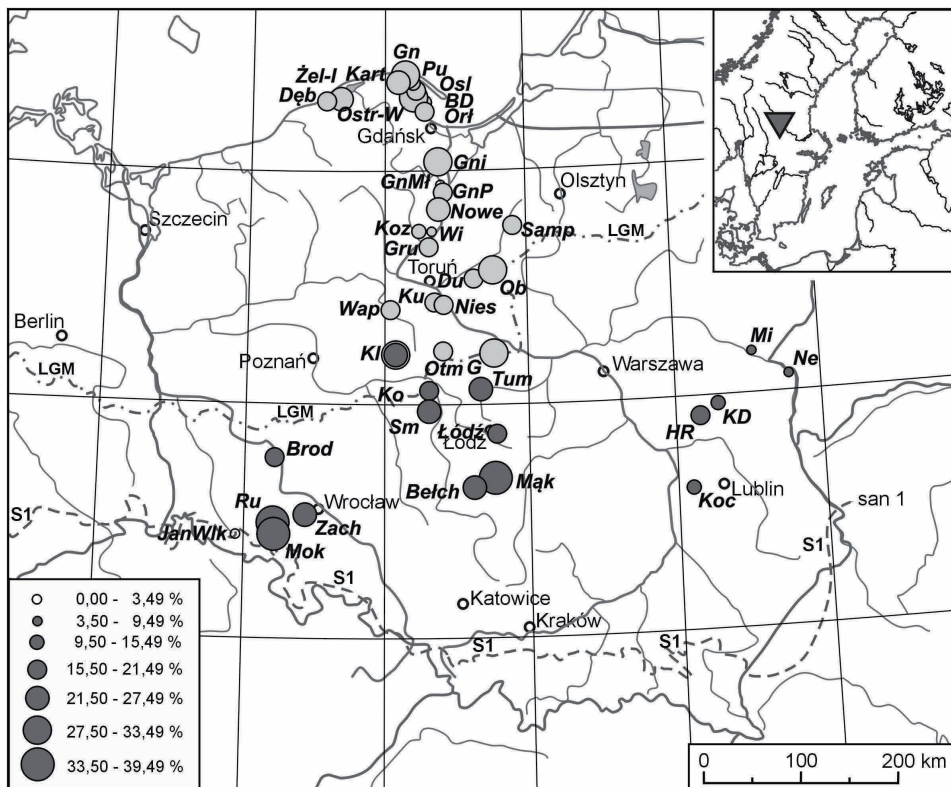 Gn
Żel-I Kart Pu
Dęb Osl
Ostr-W BD
Orł
Gdańsk
Gni
GnMł GnP
Olsztyn
Nowe
Szczecin
Koz Wi Samp LGM
Gru
Toruń
Du Qb
Ku
Wap Nies
Berlin
Kl Mi
Poznań Warszawa Ne
Otm G
LGM Tum
Ko
LGM KD
Sm HR
Łódź
Łódź
Brod
Mąk
Bełch Koc Lublin
Ru Wrocław san 1
S1 Zach
JanWlk S1
Mok
S1
Katowice
Kraków
S1 S1
0,00 - 3,49 %
3,50 - 9,49 %
9,50 - 15,49 %
15,50 - 21,49 %
21,50 - 27,49 %
27,50 - 33,49 %
33,50 - 39,49 %
0 100 200 km